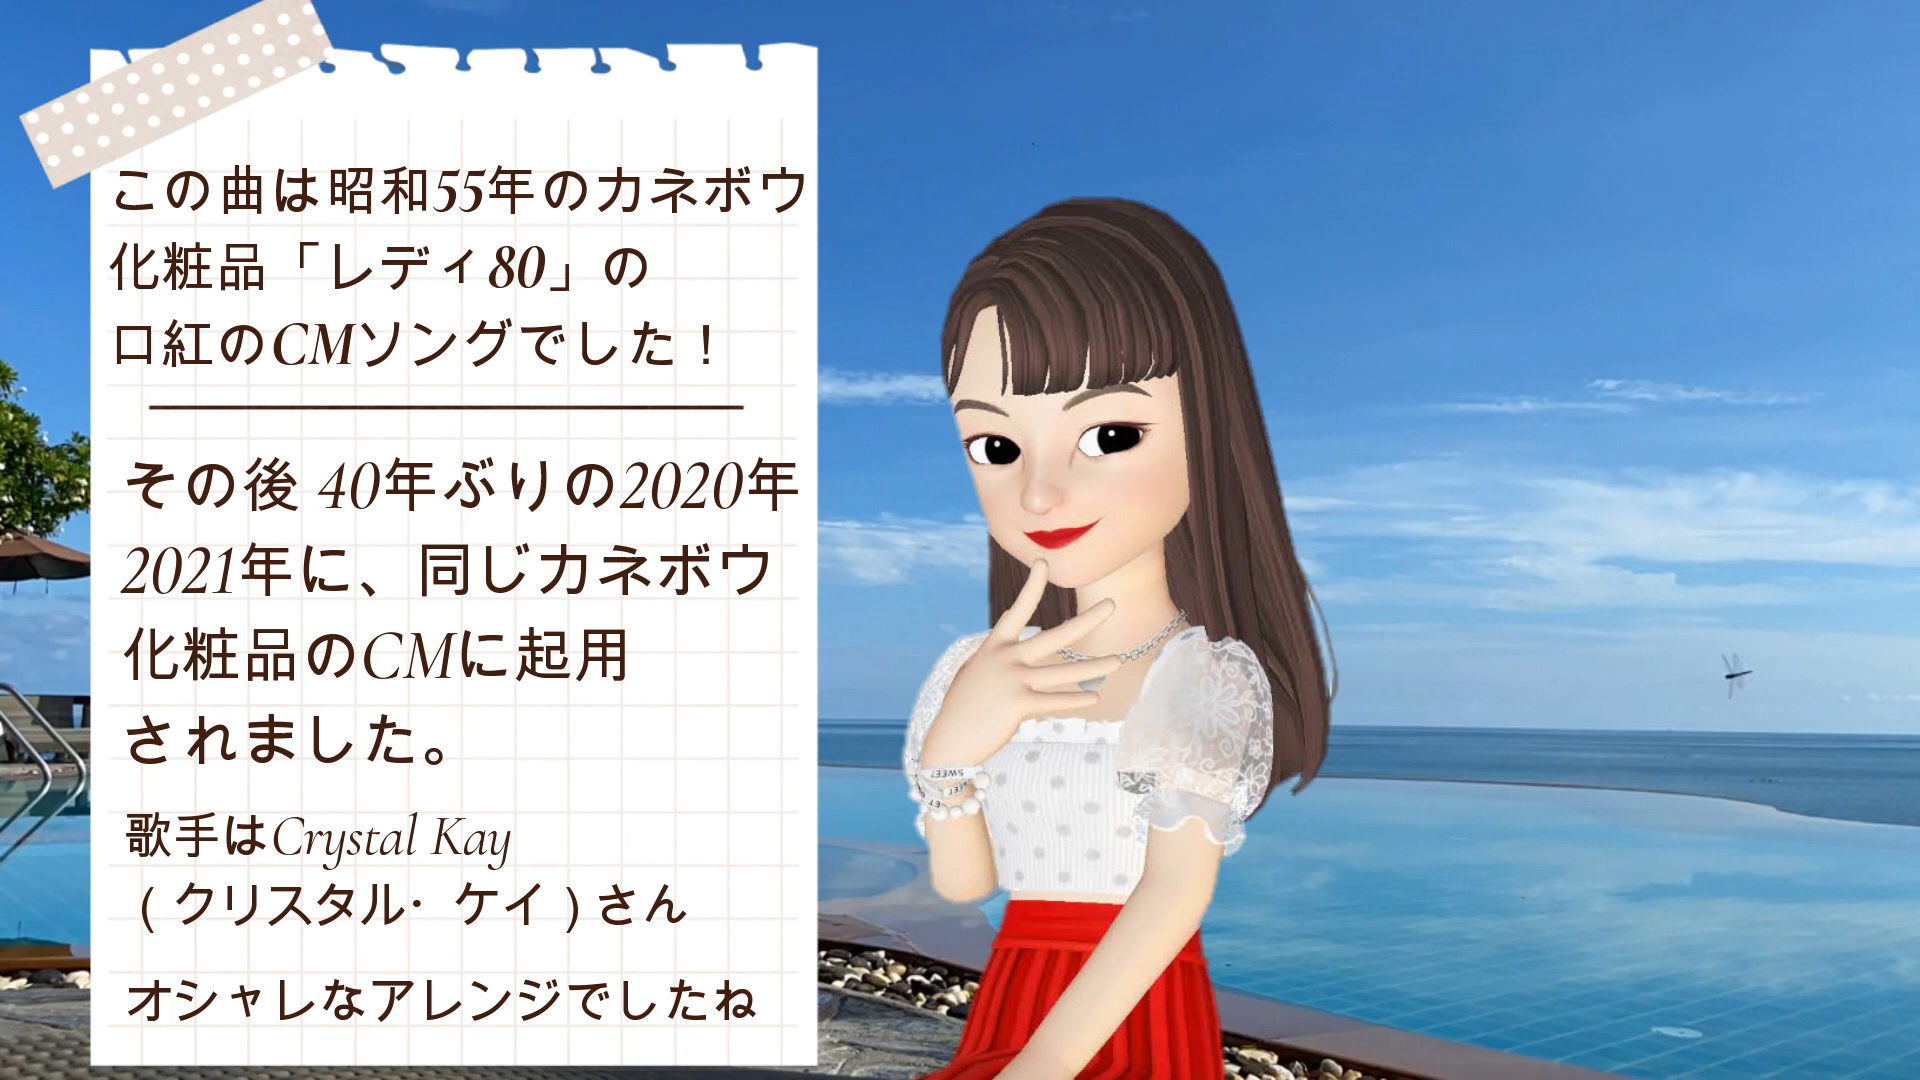 この曲は昭和55年のカネボウ
化粧品「レディ80」の
口紅のCMソングでした！
その後 40年ぶりの2020年
2021年に、同じカネボウ
化粧品のCMに起用
されました。
歌手はCrystal Kay
（クリスタル・ケイ）さん
オシャレなアレンジでしたね
SWEET